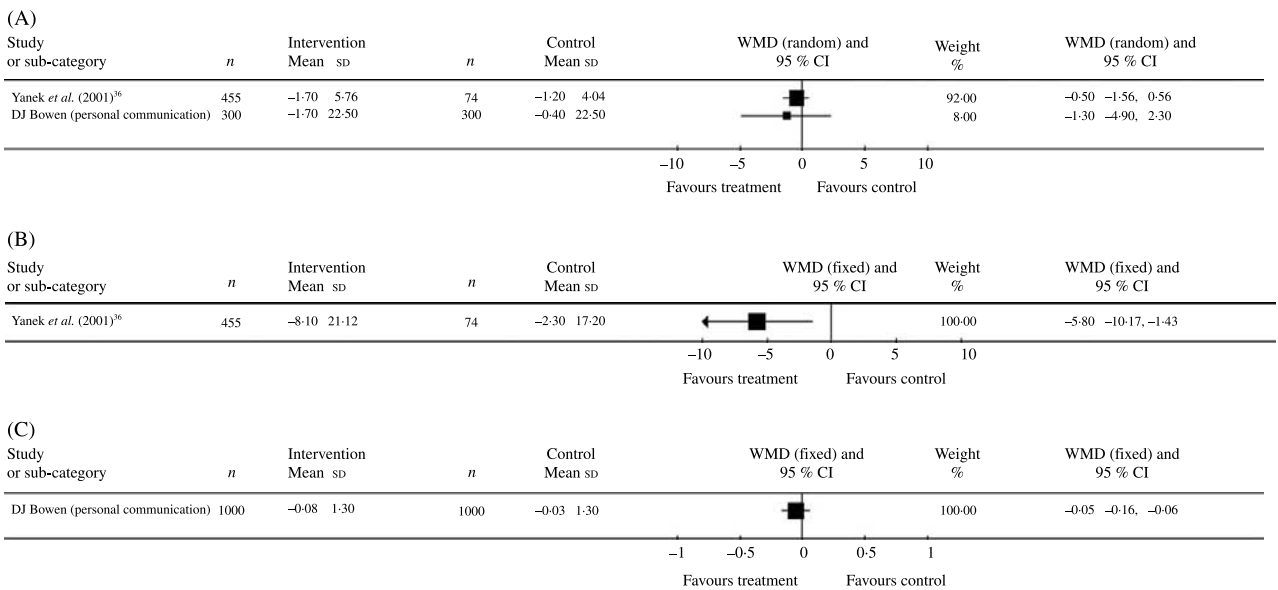 (A)
Study Intervention Control WMD (random) and Weight WMD (random) and
or sub-category n Mean SD n Mean SD 95 % CI % 95 % CI
Yanek et al. (2001)³⁶ 455 –1·70 5·76 74 –1·20 4·04 92·00 –0·50 –1·56, 0·56
DJ Bowen (personal communication) 300 –1·70 22·50 300 –0·40 22·50 8·00 –1·30 –4·90, 2·30
–10 –5 0 5 10
Favours treatment Favours control
(B)
Study Intervention Control WMD (fixed) and Weight WMD (fixed) and
or sub-category n Mean SD n Mean SD 95 % CI % 95 % CI
Yanek et al. (2001)³⁶ 455 –8·10 21·12 74 –2·30 17·20 100·00 –5·80 –10·17, –1·43
–10 –5 0 5 10
Favours treatment Favours control
(C)
Study Intervention Control WMD (fixed) and Weight WMD (fixed) and
or sub-category n Mean SD n Mean SD 95 % CI % 95 % CI
DJ Bowen (personal communication) 1000 –0·08 1·30 1000 –0·03 1·30 100·00 –0·05 –0·16, –0·06
–1 –0·5 0 0·5 1
Favours treatment Favours control